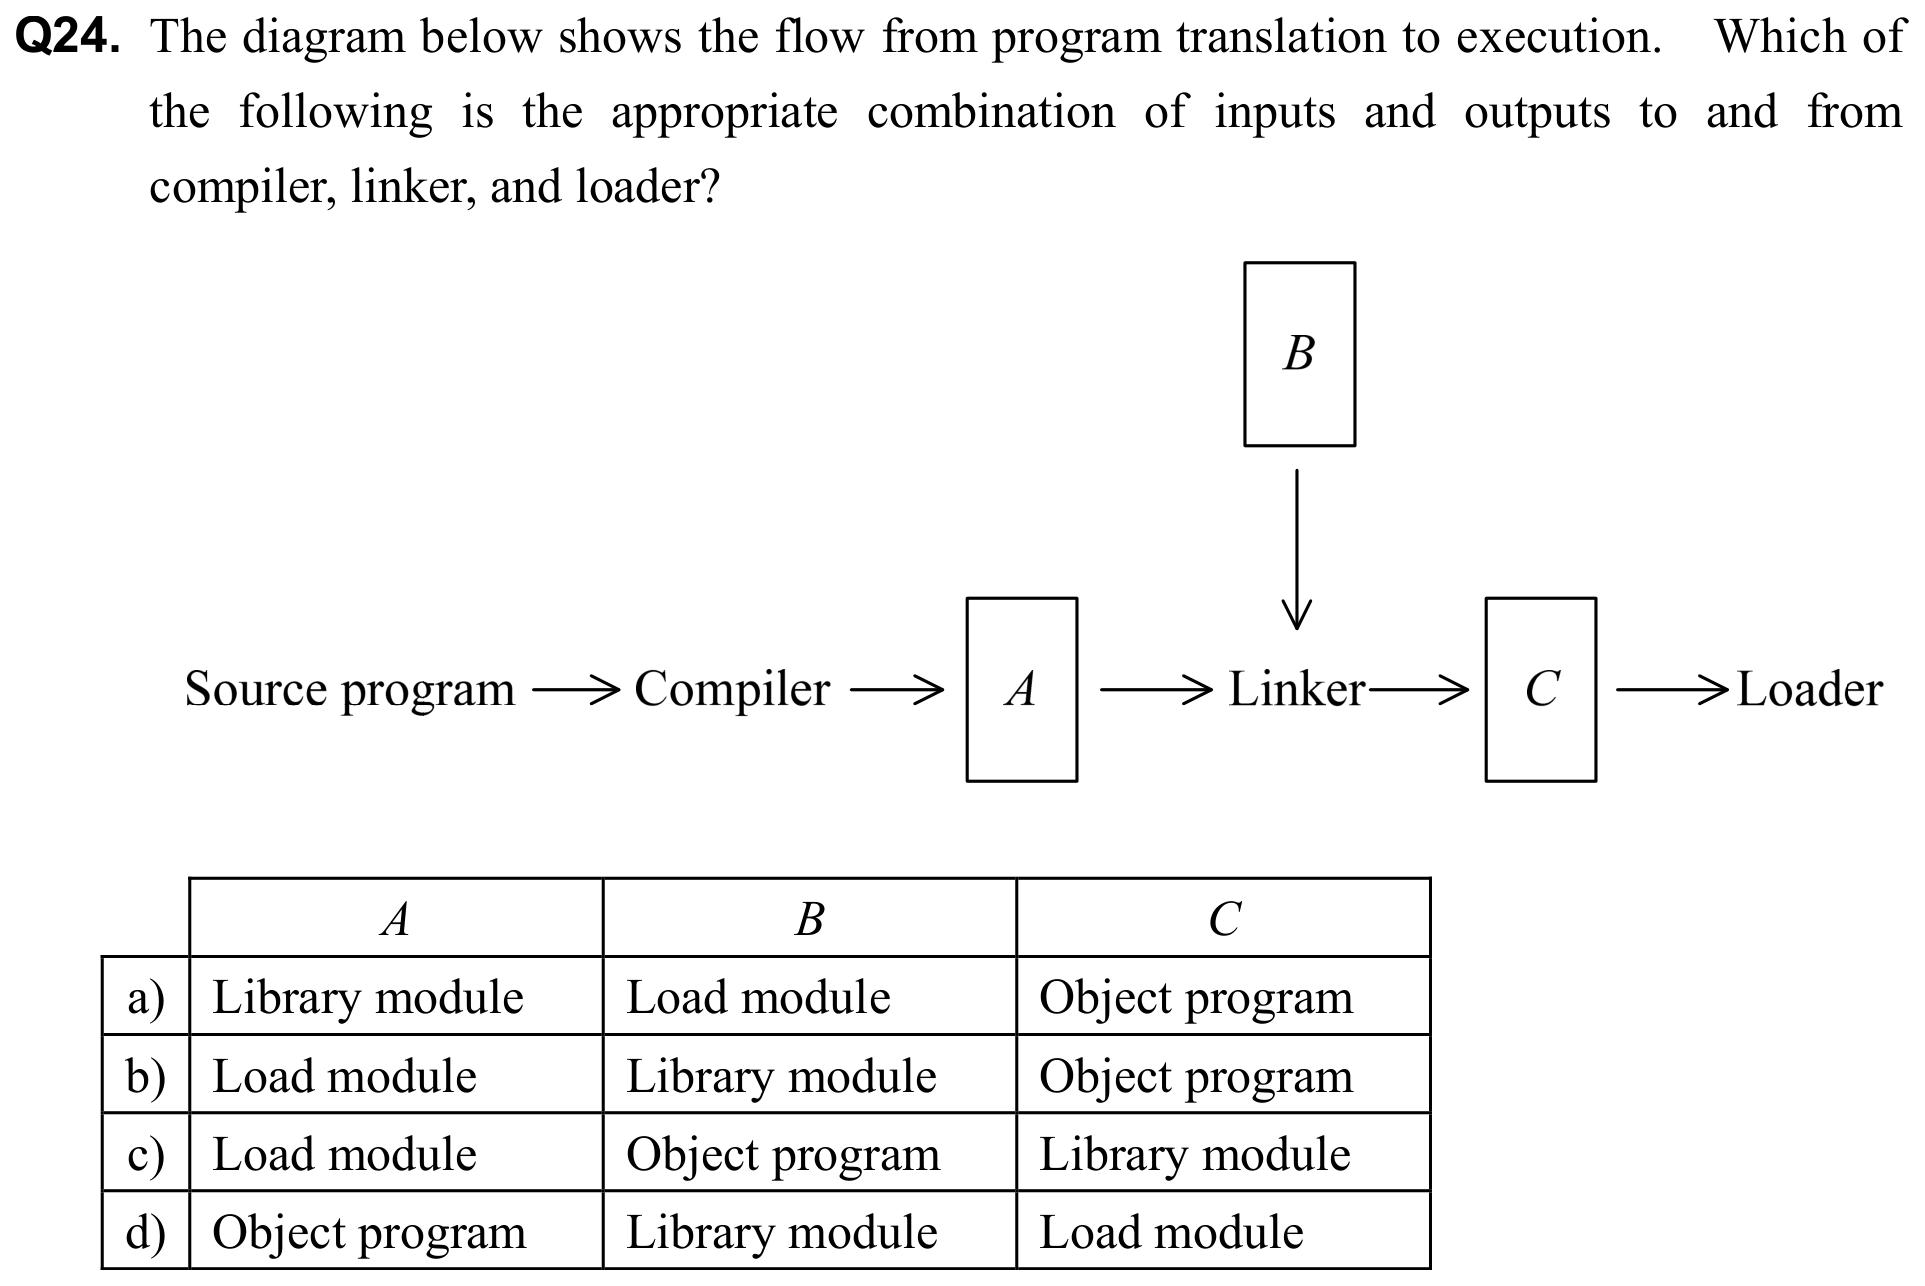 Q24. The diagram below shows the flow from program translation to execution. Which of
the following is the appropriate combination of inputs and outputs to and from
compiler, linker, and loader?
B
Source program Compiler A Linker C Loader
A B C
a) Library module Load module Object program
b) Load module Library module Object program
c) Load module Object program Library module
d) Object program Library module Load module